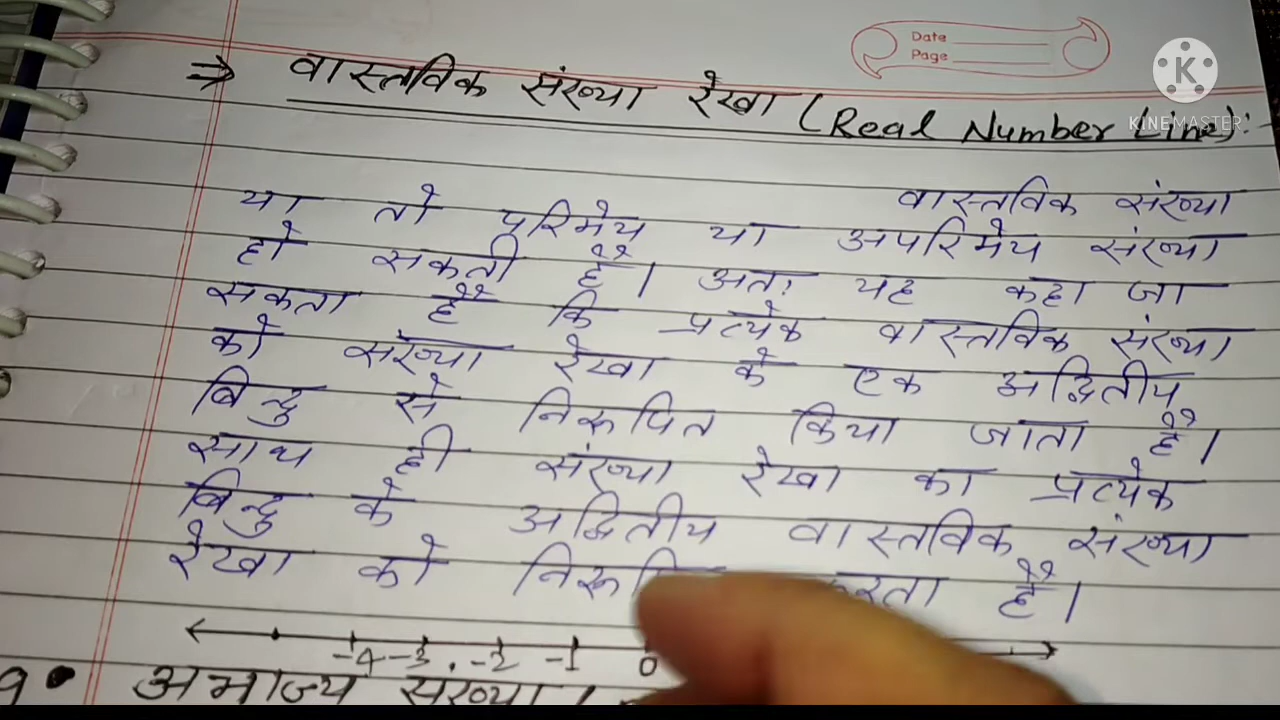 Date
Page
K
KINEMASTER
⇒ वास्तविक संख्या रेखा (Real Number Line):
वास्तविक संख्या
या तो परिमेय या अपरिमेय संख्या
हो सकती है। अतः यह कहा जा
सकता है कि प्रत्येक वास्तविक संख्या
को संख्या रेखा के एक अद्वितीय
बिन्दु से निरूपित किया जाता है।
साथ ही संख्या रेखा का प्रत्येक
बिन्दु के अद्वितीय वास्तविक संख्या
रेखा को है।
-4 -3 -2 -1 0
9 • अभाज्य संख्या (